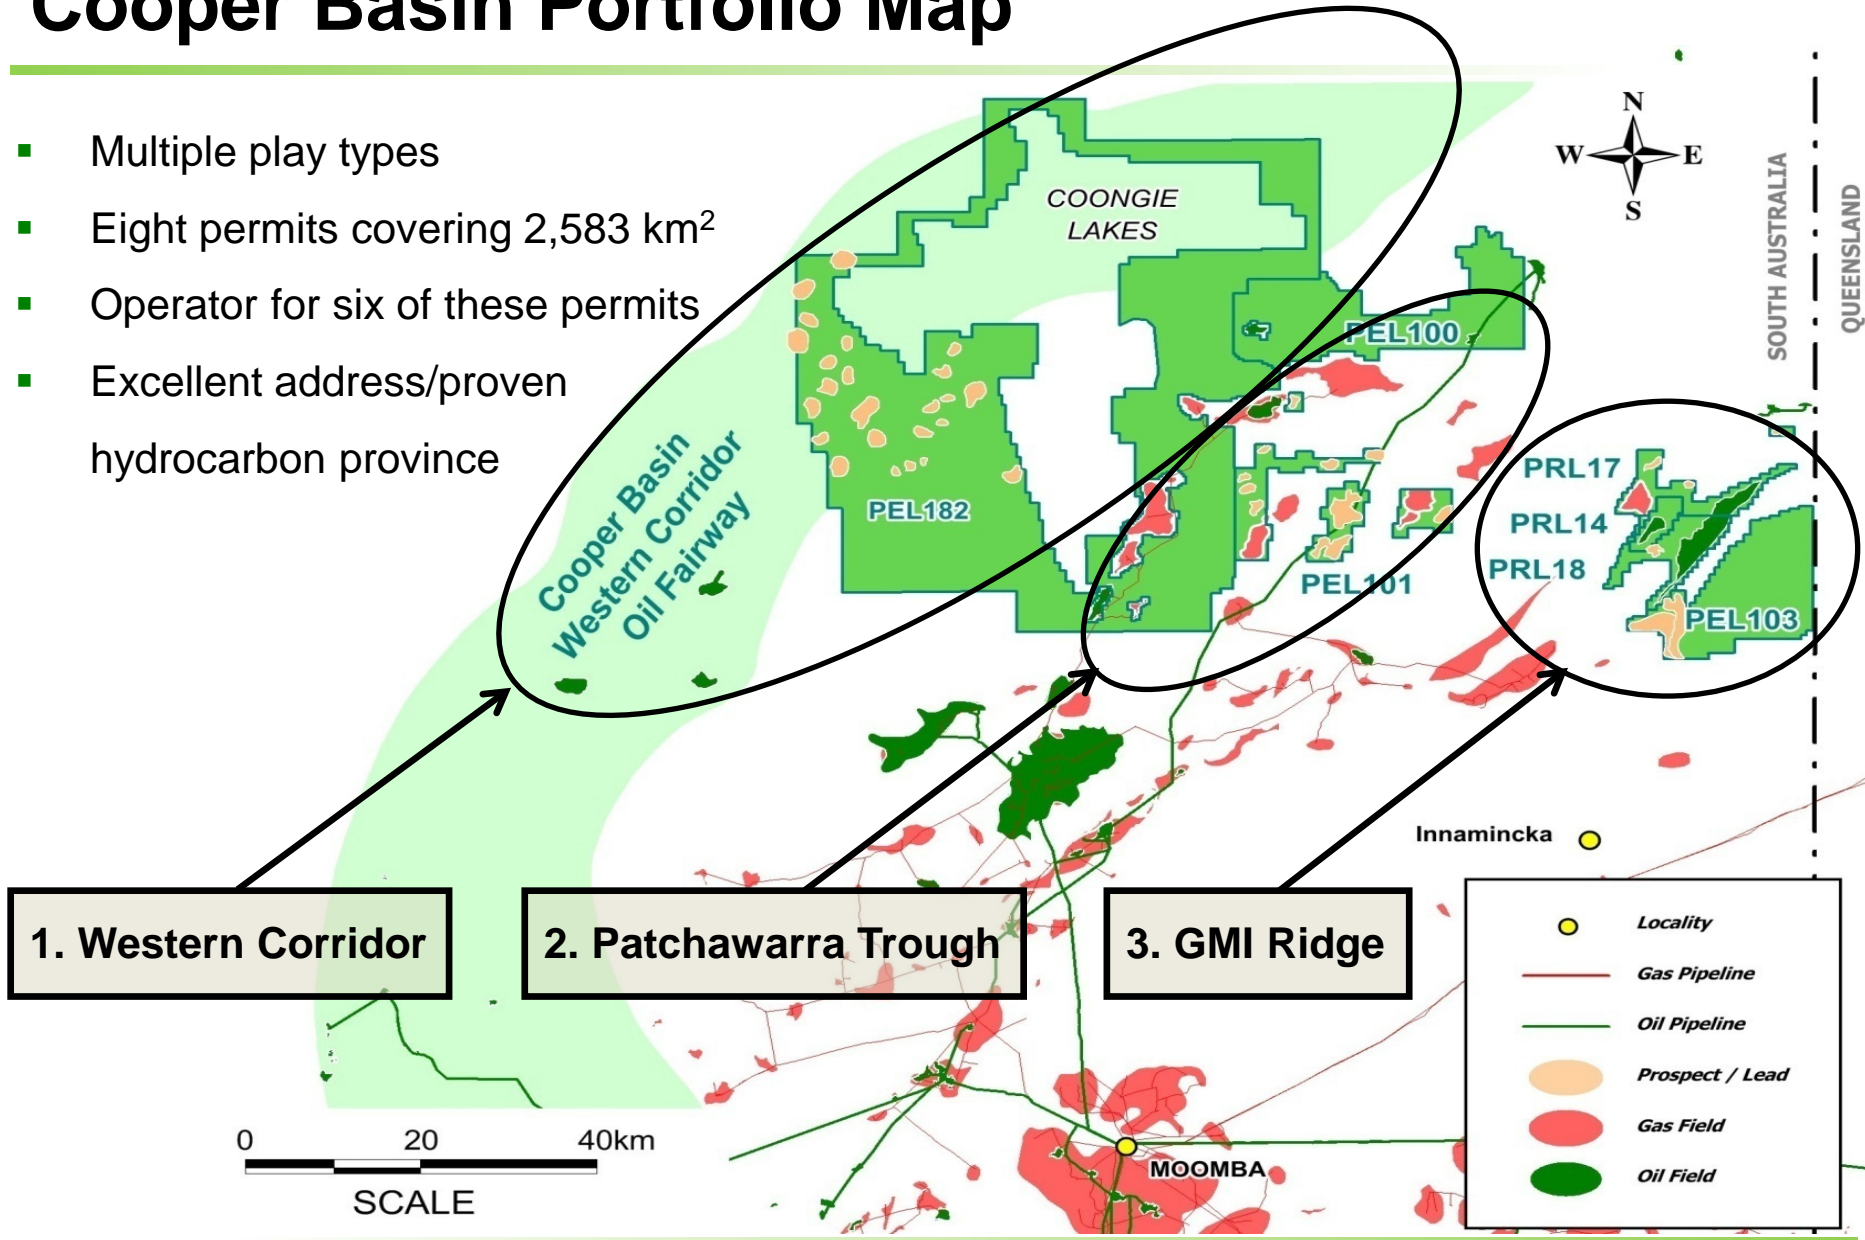 Cooper Basin Portfolio Map
▪ Multiple play types
▪ Eight permits covering 2,583 km²
▪ Operator for six of these permits
▪ Excellent address/proven
hydrocarbon province
COONGIE
LAKES
N
W E
S
SOUTH AUSTRALIA
QUEENSLAND
PEL100
PEL182
PEL101
PRL17
PRL14
PRL18
PEL103
Cooper Basin
Western Corridor
Oil Fairway
Innamincka
1. Western Corridor
2. Patchawarra Trough
3. GMI Ridge
Locality
Gas Pipeline
Oil Pipeline
Prospect / Lead
Gas Field
Oil Field
0 20 40km
SCALE
MOOMBA